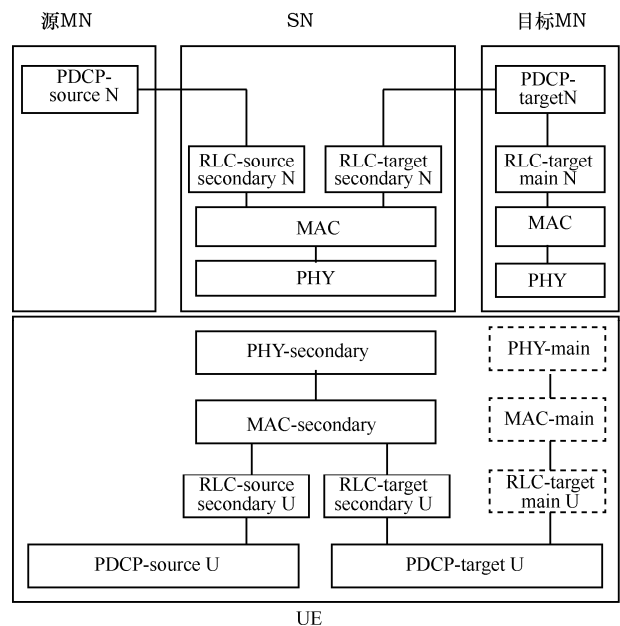 源MN
SN
目标MN
PDCP-
source N
PDCP-
targetN
RLC-source
secondary N
RLC-target
secondary N
RLC-target
main N
MAC
MAC
PHY
PHY
PHY-secondary
PHY-main
MAC-secondary
MAC-main
RLC-source
secondary U
RLC-target
secondary U
RLC-target
main U
PDCP-source U
PDCP-target U
UE